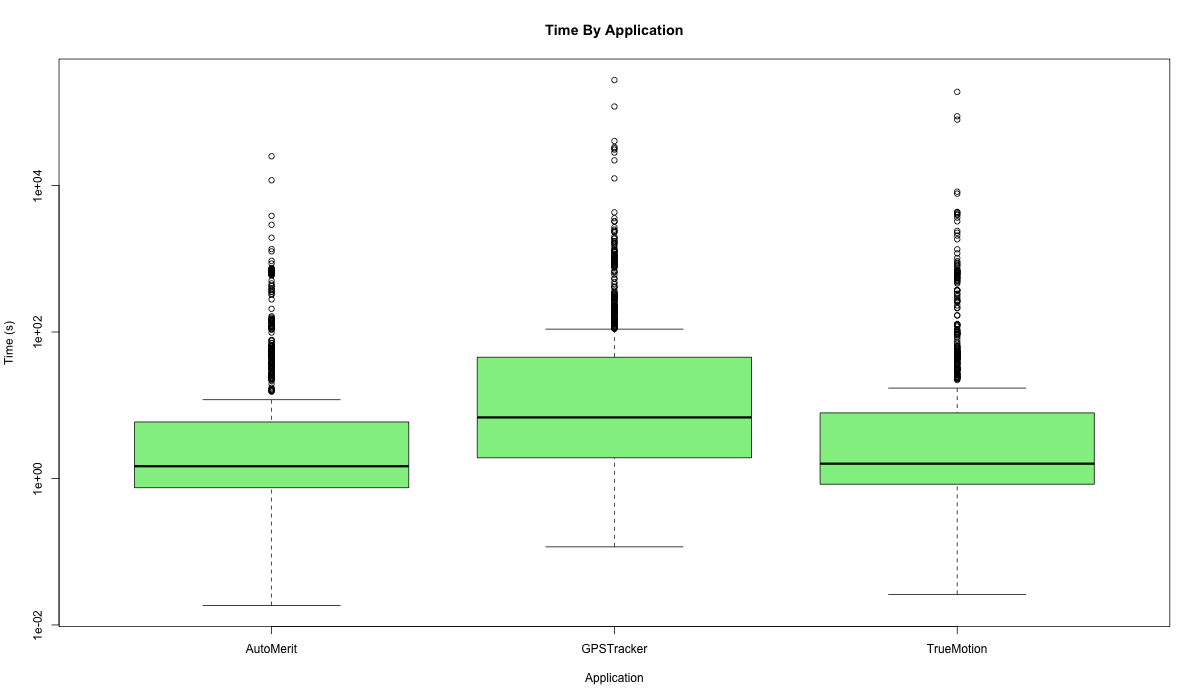 Time By Application
Time (s)
1e+04
1e+02
1e+00
1e-02
AutoMerit
GPSTracker
TrueMotion
Application